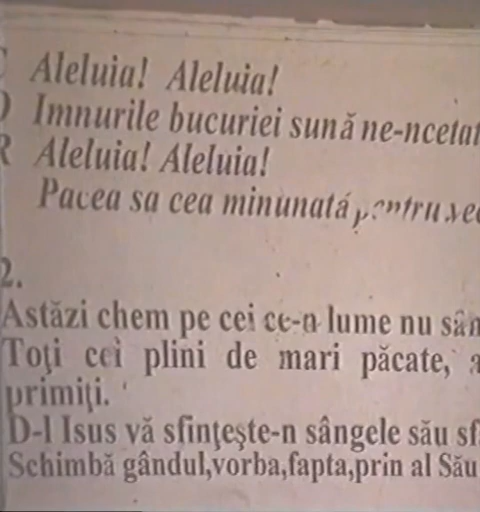 C Aleluia! Aleluia!
O Imnurile bucuriei sună ne-ncetat
R Aleluia! Aleluia!
Pacea sa cea minunată pentru
2.
Astăzi chem pe cei ce-n lume nu
Toţi cei plini de mari păcate,
primiţi.
D-l Isus vă sfinţeşte-n sângele său
Schimbă gândul,vorba,fapta,prin al Său